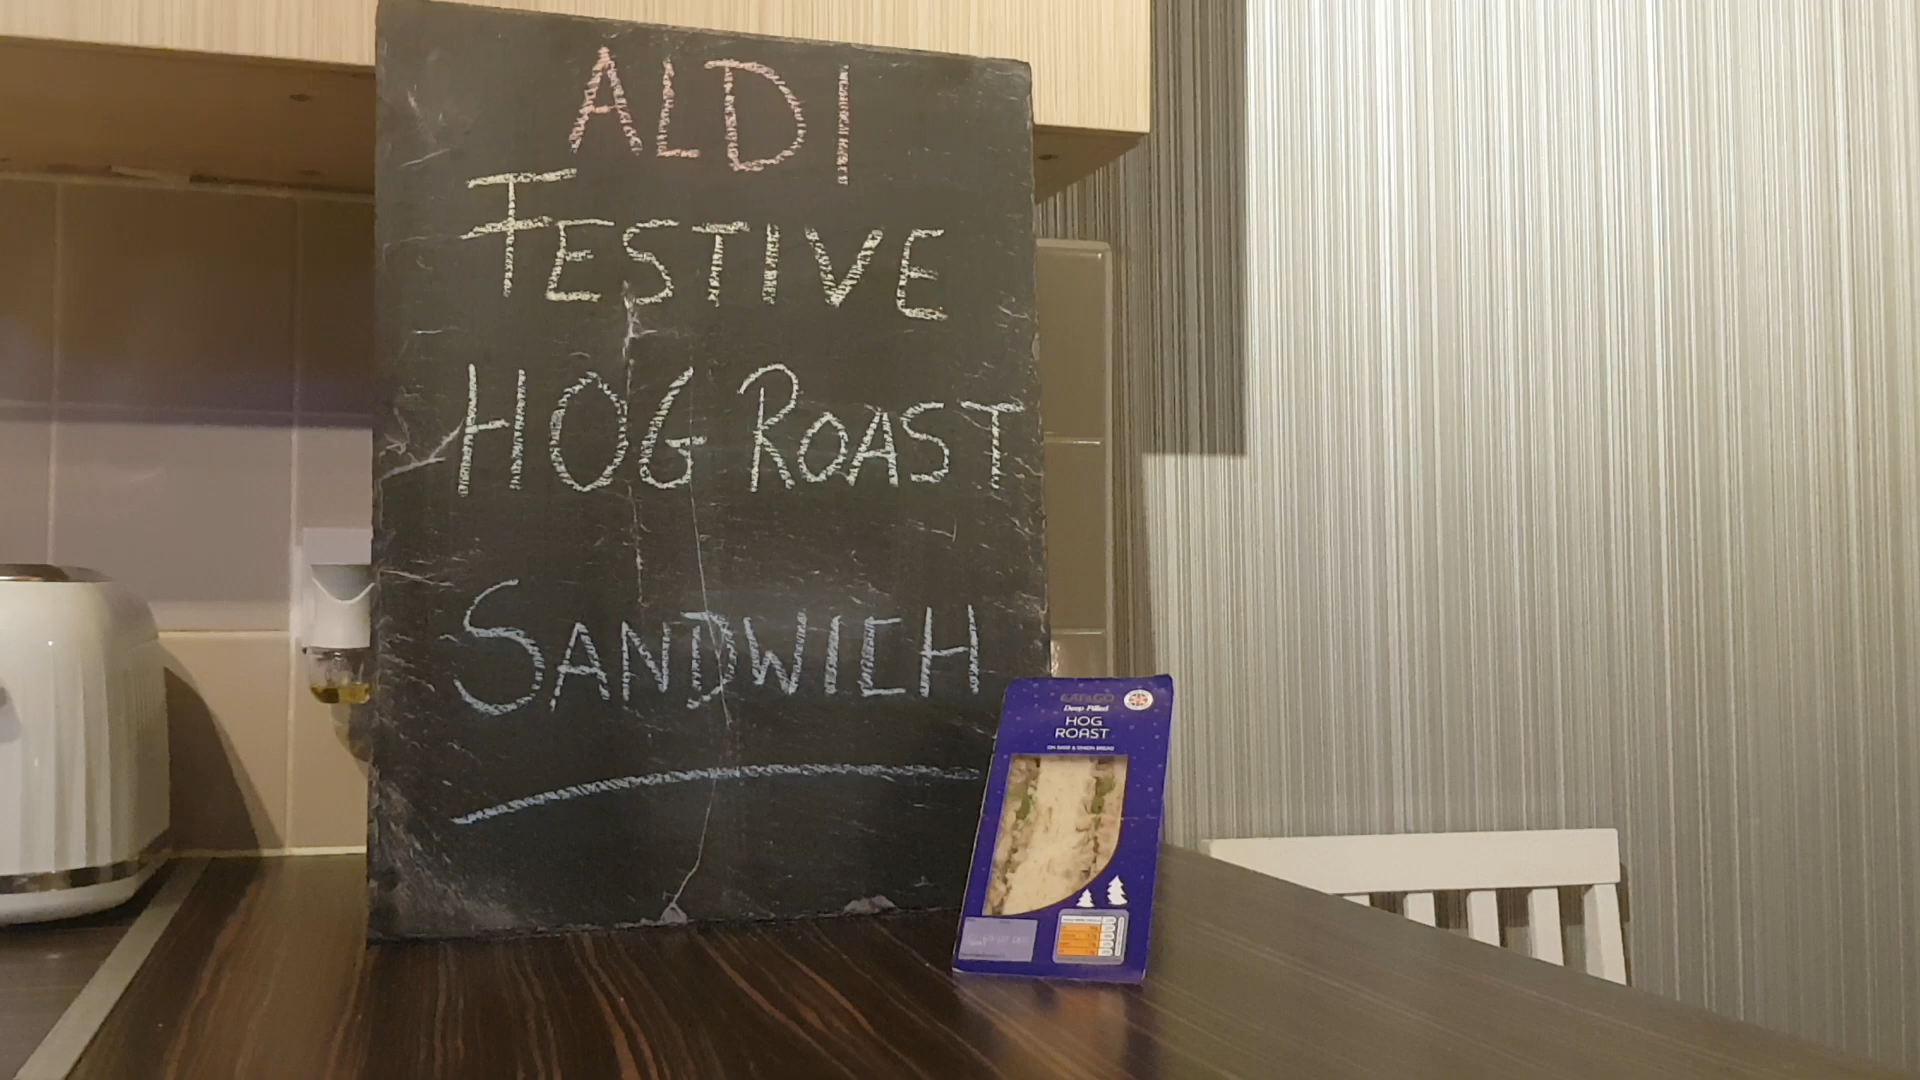 ALDI
FESTIVE
HOG ROAST
SANDWICH
EAT & GO
Deep Filled
HOG
ROAST
ON SAGE & ONION BREAD